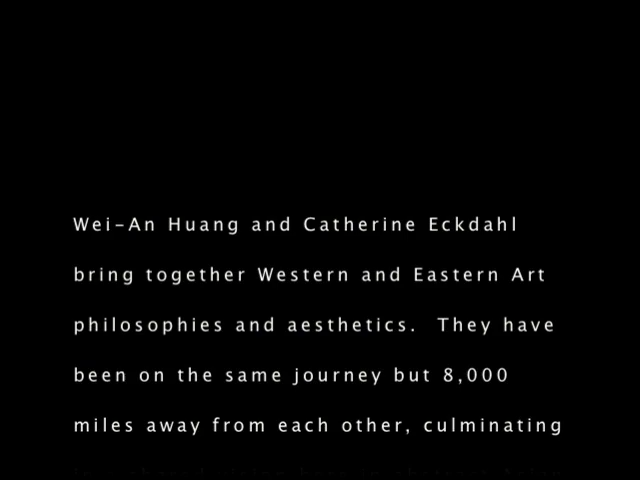 Wei-An Huang and Catherine Eckdahl
bring together Western and Eastern Art
philosophies and aesthetics.  They have
been on the same journey but 8,000
miles away from each other, culminating